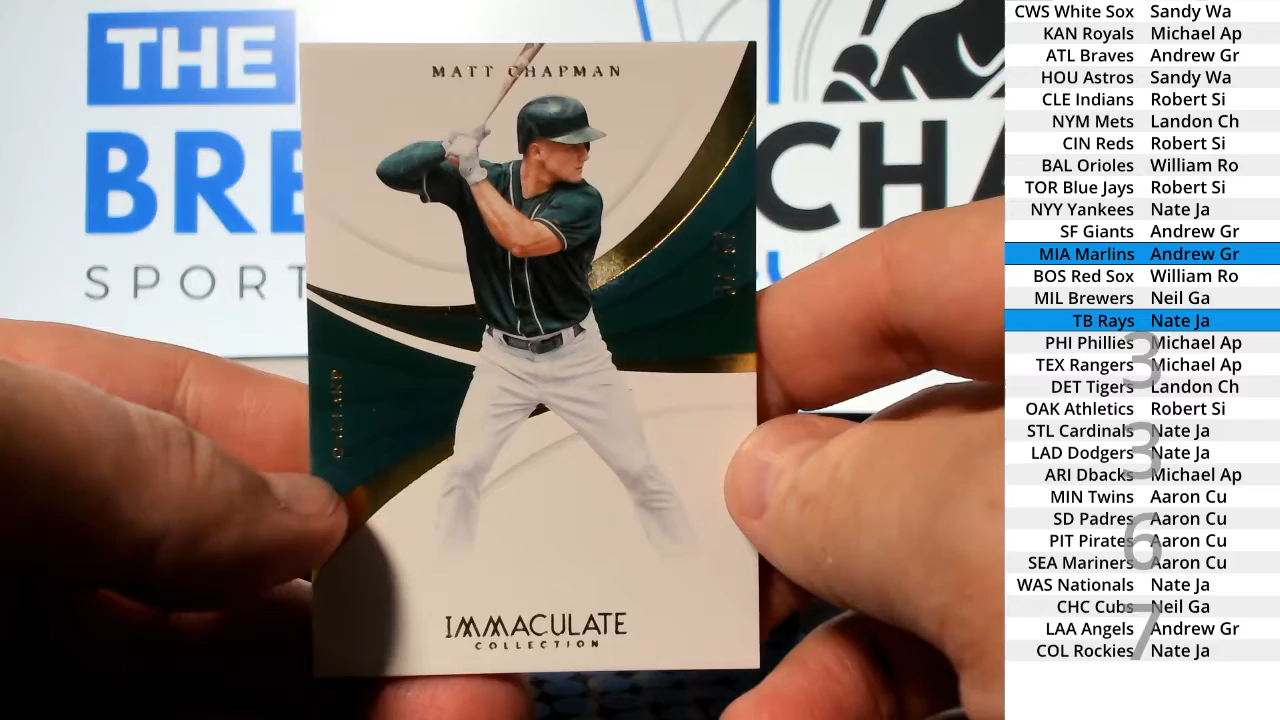 THE
BRE
CHA
SPORT
MATT CHAPMAN
OAKLAND
IMMACULATE
COLLECTION
CWS White Sox Sandy Wa
KAN Royals Michael Ap
ATL Braves Andrew Gr
HOU Astros Sandy Wa
CLE Indians Robert Si
NYM Mets Landon Ch
CIN Reds Robert Si
BAL Orioles William Ro
TOR Blue Jays Robert Si
NYY Yankees Nate Ja
SF Giants Andrew Gr
MIA Marlins Andrew Gr
BOS Red Sox William Ro
MIL Brewers Neil Ga
TB Rays Nate Ja
PHI Phillies Michael Ap
TEX Rangers Michael Ap
DET Tigers Landon Ch
OAK Athletics Robert Si
STL Cardinals Nate Ja
LAD Dodgers Nate Ja
ARI Dbacks Michael Ap
MIN Twins Aaron Cu
SD Padres Aaron Cu
PIT Pirates Aaron Cu
SEA Mariners Aaron Cu
WAS Nationals Nate Ja
CHC Cubs Neil Ga
LAA Angels Andrew Gr
COL Rockies Nate Ja
3
3
6
7